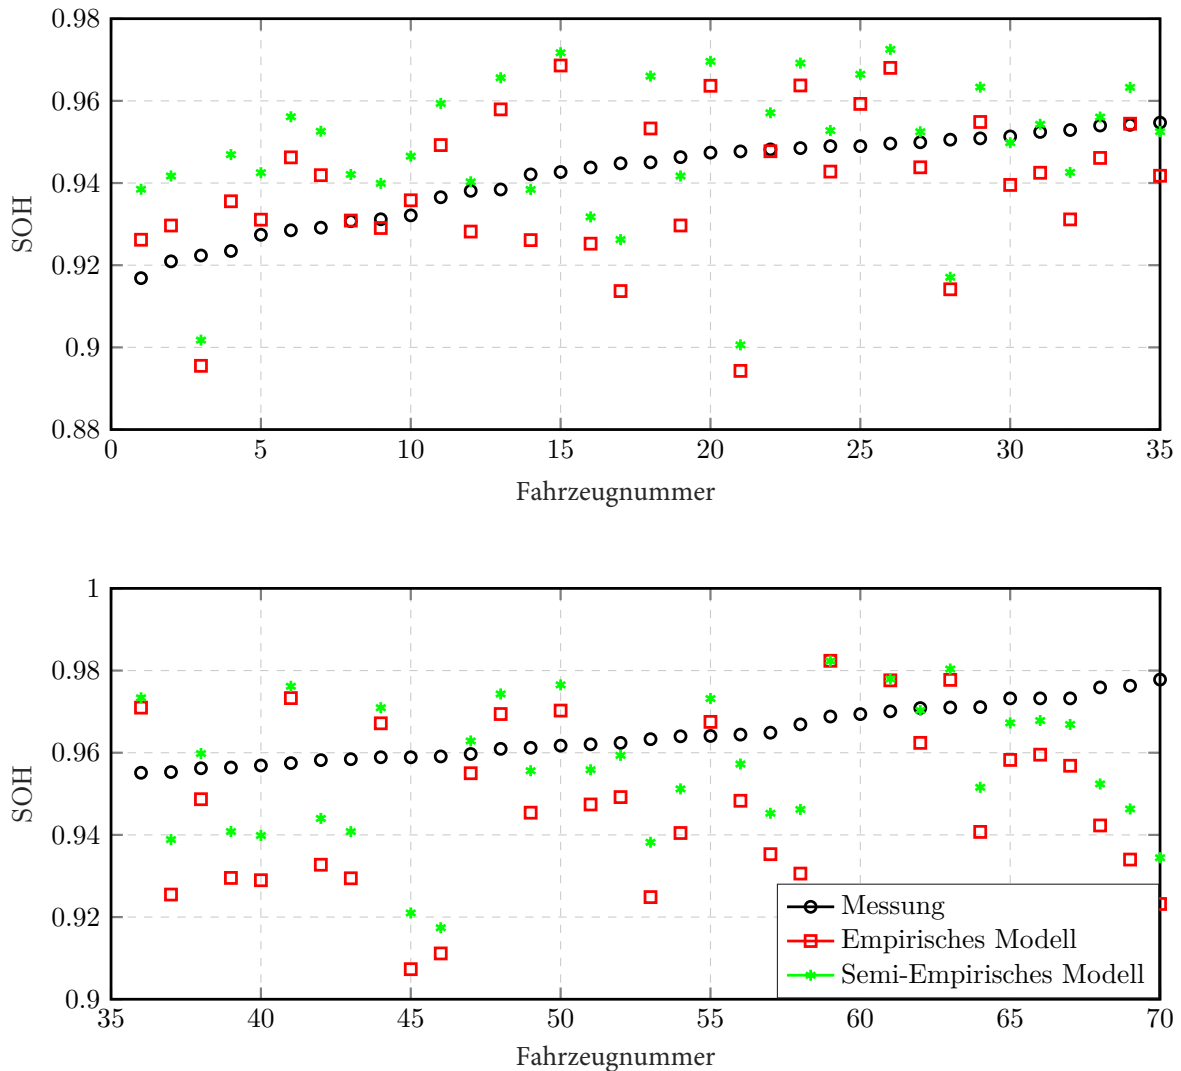 0.98
0.96
0.94
0.92
0.9
0.88
SOH
0 5 10 15 20 25 30 35
Fahrzeugnummer
1
0.98
0.96
0.94
0.92
0.9
SOH
Messung
Empirisches Modell
Semi-Empirisches Modell
35 40 45 50 55 60 65 70
Fahrzeugnummer